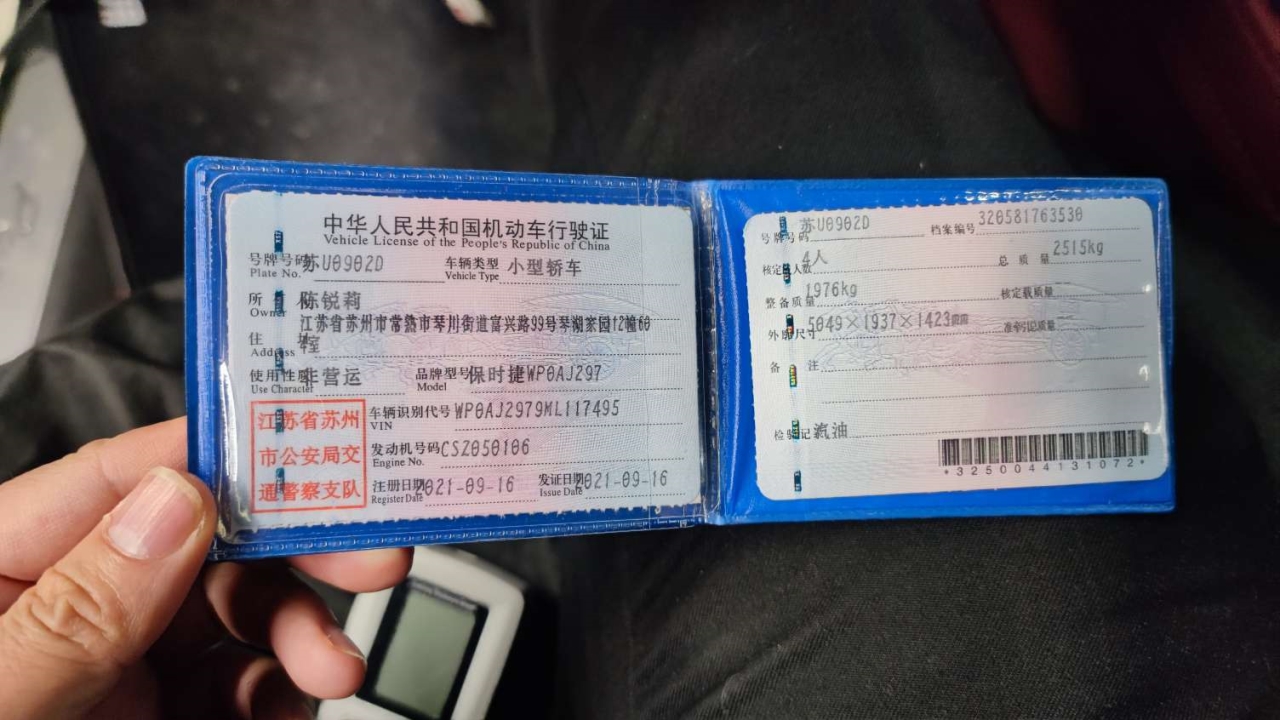 中华人民共和国机动车行驶证
Vehicle License of the People's Republic of China
号牌号码 苏U0902D 车辆类型 小型轿车
Plate No. Vehicle Type
所有人 陈锐莉
Owner
住址 江苏省苏州市常熟市琴川街道富兴路99号琴湖家园12幢60
Address
使用性质 非营运 品牌型号 保时捷WP0AJ297
Use Character Model
江苏省苏州
市公安局交
通警察支队
车辆识别代号 WP0AJ2979ML117495
VIN
发动机号码 CSZ050106
Engine No.
注册日期 2021-09-16 发证日期 2021-09-16
Register Date Issue Date
号牌号码 苏U0902D 档案编号 320581763530
核定载人数 4人 总质量 2515kg
整备质量 1976kg 核定载质量
外廓尺寸 5049×1937×1423mm 准牵引总质量
备注
检验记录 汽油
*3250044131072*